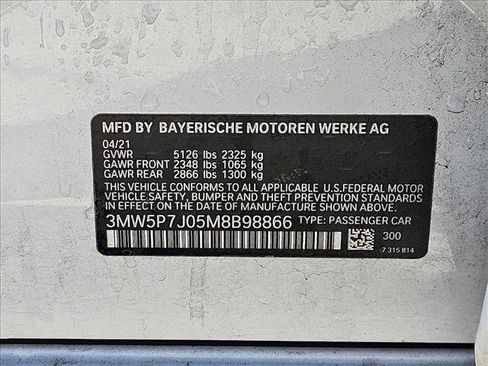 MFD BY BAYERISCHE MOTOREN WERKE AG
04/21
GVWR 5126 lbs 2325 kg
GAWR FRONT 2348 lbs 1065 kg
GAWR REAR 2866 lbs 1300 kg
THIS VEHICLE CONFORMS TO ALL APPLICABLE U.S.FEDERAL MOTOR
VEHICLE SAFETY, BUMPER AND THEFT PREVENTION STANDARDS
IN EFFECT ON THE DATE OF MANUFACTURE SHOWN ABOVE.
3MW5P7J05M8B98866 TYPE: PASSENGER CAR
300
7 315 814